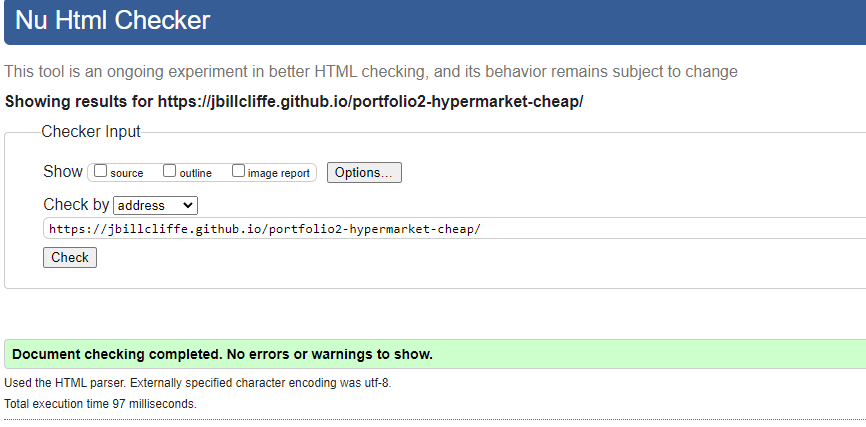 Nu Html Checker
This tool is an ongoing experiment in better HTML checking, and its behavior remains subject to change
Showing results for https://jbillcliffe.github.io/portfolio2-hypermarket-cheap/
Checker Input
Show source outline image report Options...
Check by address
https://jbillcliffe.github.io/portfolio2-hypermarket-cheap/
Check
Document checking completed. No errors or warnings to show.
Used the HTML parser. Externally specified character encoding was utf-8.
Total execution time 97 milliseconds.